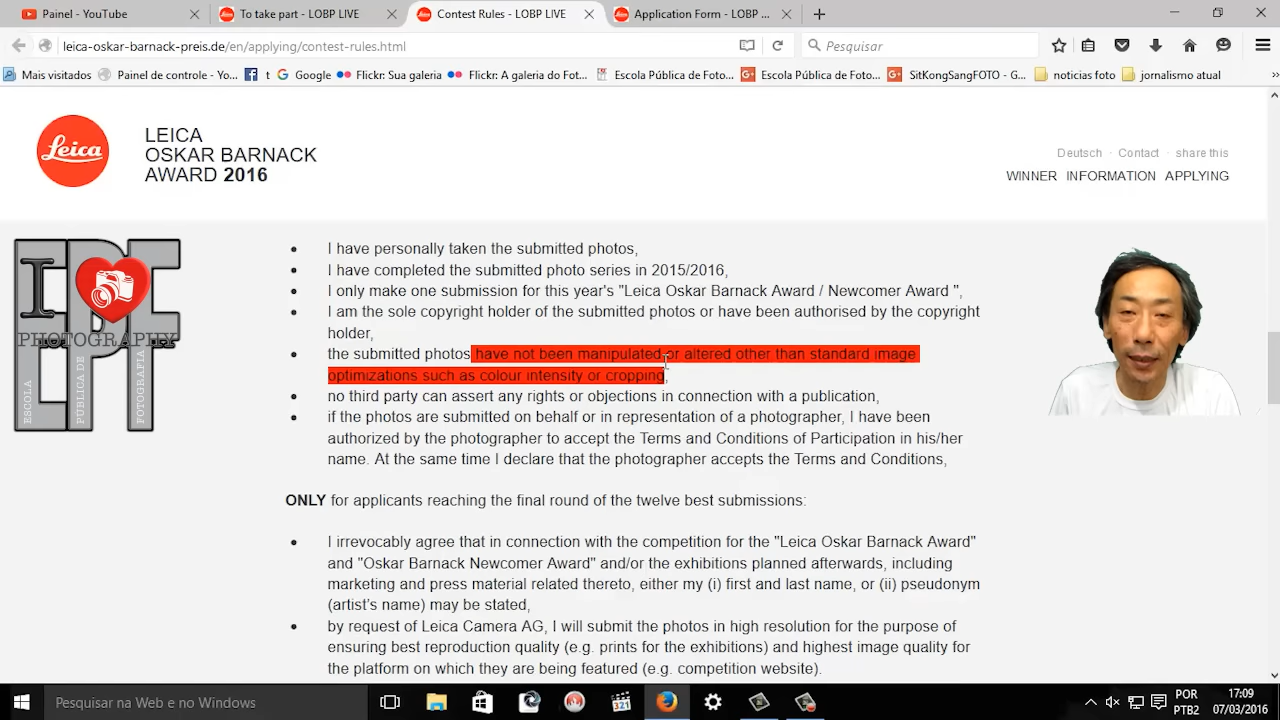 Painel - YouTube
To take part - LOBP LIVE
Contest Rules - LOBP LIVE
Application Form - LOBP ...
leica-oskar-barnack-preis.de/en/applying/contest-rules.html
Pesquisar
Mais visitados
Painel de controle - Yo...
t
Google
Flickr: Sua galeria
Flickr: A galeria do Fot...
Escola Pública de Foto...
Escola Pública de Foto...
SitKongSangFOTO - G...
noticias foto
jornalismo atual
Leica
LEICA
OSKAR BARNACK
AWARD 2016
Deutsch · Contact · share this
WINNER INFORMATION APPLYING
I
PHOTOGRAPHY
ESCOLA
PÚBLICA DE
FOTOGRAFIA
• I have personally taken the submitted photos,
• I have completed the submitted photo series in 2015/2016,
• I only make one submission for this year's "Leica Oskar Barnack Award / Newcomer Award ",
• I am the sole copyright holder of the submitted photos or have been authorised by the copyright
holder,
• the submitted photos have not been manipulated or altered other than standard image
optimizations such as colour intensity or cropping,
• no third party can assert any rights or objections in connection with a publication,
• if the photos are submitted on behalf or in representation of a photographer, I have been
authorized by the photographer to accept the Terms and Conditions of Participation in his/her
name. At the same time I declare that the photographer accepts the Terms and Conditions,
ONLY for applicants reaching the final round of the twelve best submissions:
• I irrevocably agree that in connection with the competition for the "Leica Oskar Barnack Award"
and "Oskar Barnack Newcomer Award" and/or the exhibitions planned afterwards, including
marketing and press material related thereto, either my (i) first and last name, or (ii) pseudonym
(artist's name) may be stated,
• by request of Leica Camera AG, I will submit the photos in high resolution for the purpose of
ensuring best reproduction quality (e.g. prints for the exhibitions) and highest image quality for
the platform on which they are being featured (e.g. competition website).
Pesquisar na Web e no Windows
321
POR
PTB2
17:09
07/03/2016